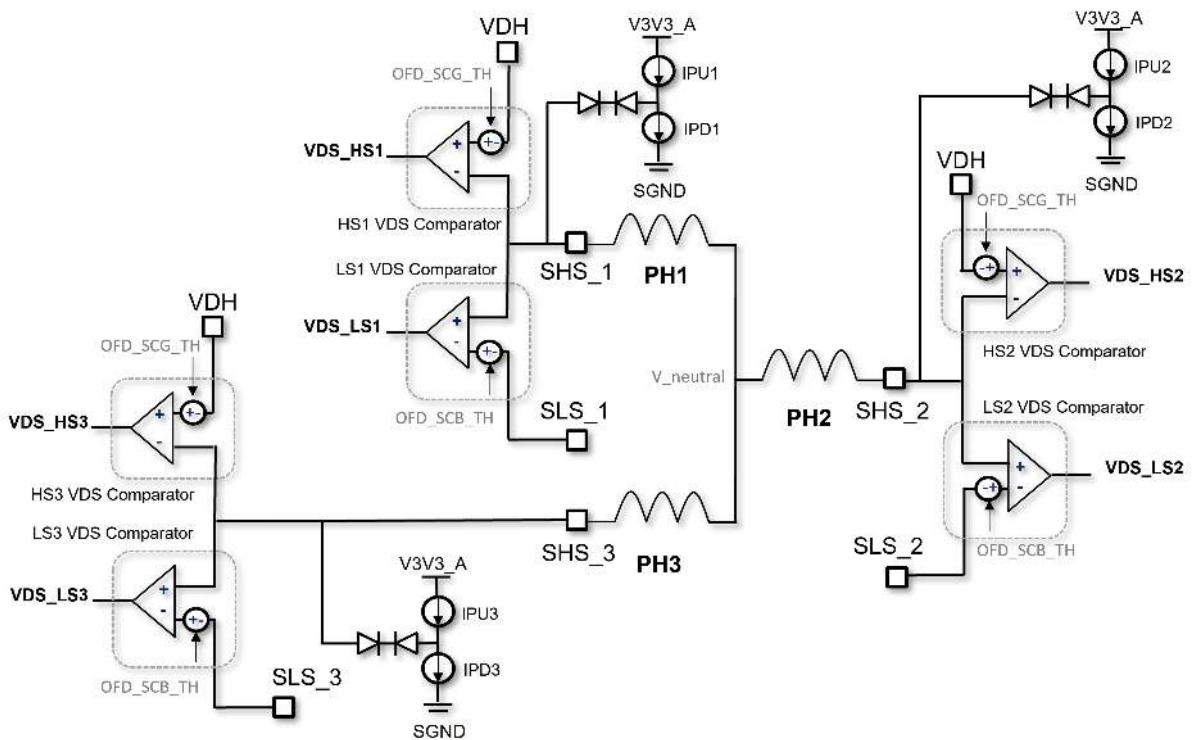 VDH
OFD_SCG_TH
+-
+
-
VDS_HS1
HS1 VDS Comparator
V3V3_A
IPU1
IPD1
SGND
SHS_1
PH1
LS1 VDS Comparator
VDS_LS1
+
-
+-
OFD_SCB_TH
SLS_1
V3V3_A
IPU2
IPD2
SGND
VDH
OFD_SCG_TH
-+
+
-
VDS_HS2
HS2 VDS Comparator
V_neutral
PH2
SHS_2
LS2 VDS Comparator
+
-
-+
VDS_LS2
OFD_SCB_TH
SLS_2
VDH
OFD_SCG_TH
+-
+
-
VDS_HS3
HS3 VDS Comparator
SHS_3
PH3
LS3 VDS Comparator
VDS_LS3
+
-
+-
OFD_SCB_TH
SLS_3
V3V3_A
IPU3
IPD3
SGND